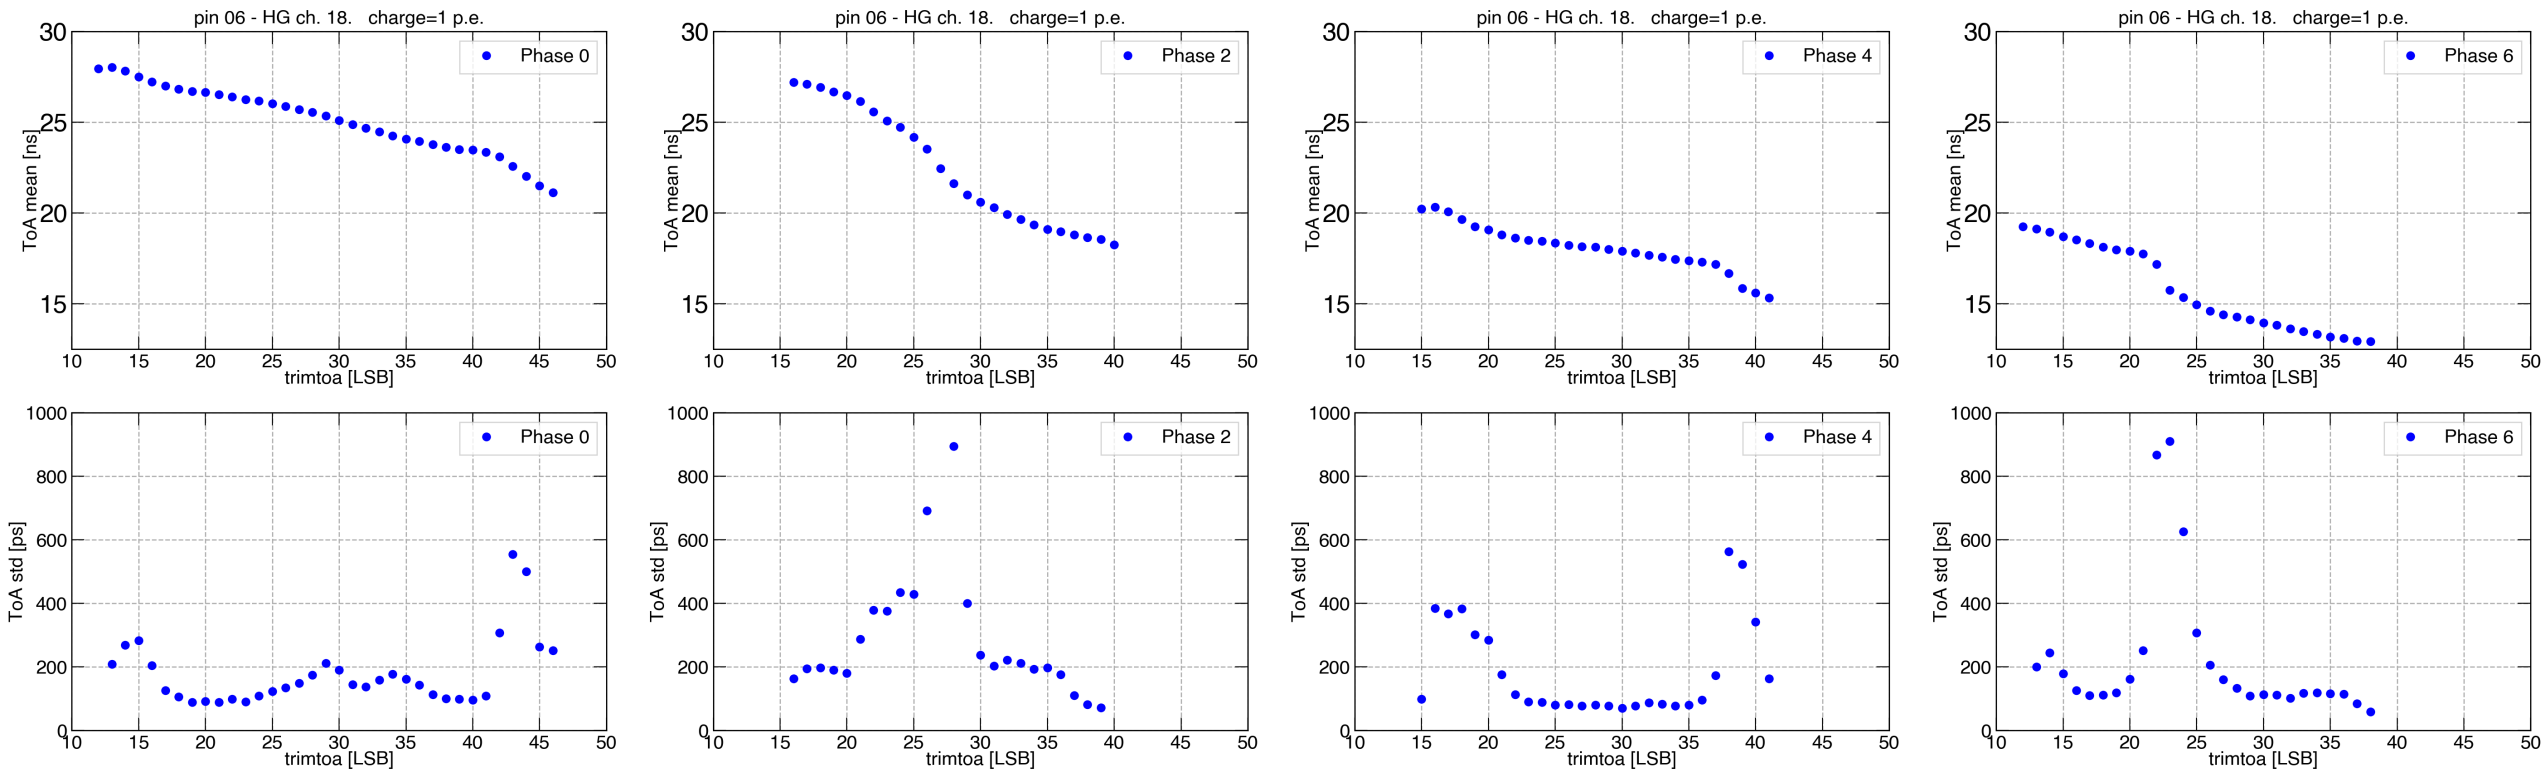 pin 06 - HG ch. 18.   charge=1 p.e.
30
25
20
15
ToA mean [ns]
Phase 0
10 15 20 25 30 35 40 45 50
trimtoa [LSB]
pin 06 - HG ch. 18.   charge=1 p.e.
30
25
20
15
ToA mean [ns]
Phase 2
10 15 20 25 30 35 40 45 50
trimtoa [LSB]
pin 06 - HG ch. 18.   charge=1 p.e.
30
25
20
15
ToA mean [ns]
Phase 4
10 15 20 25 30 35 40 45 50
trimtoa [LSB]
pin 06 - HG ch. 18.   charge=1 p.e.
30
25
20
15
ToA mean [ns]
Phase 6
10 15 20 25 30 35 40 45 50
trimtoa [LSB]
1000
800
600
400
200
0
ToA std [ps]
Phase 0
10 15 20 25 30 35 40 45 50
trimtoa [LSB]
1000
800
600
400
200
0
ToA std [ps]
Phase 2
10 15 20 25 30 35 40 45 50
trimtoa [LSB]
1000
800
600
400
200
0
ToA std [ps]
Phase 4
10 15 20 25 30 35 40 45 50
trimtoa [LSB]
1000
800
600
400
200
0
ToA std [ps]
Phase 6
10 15 20 25 30 35 40 45 50
trimtoa [LSB]